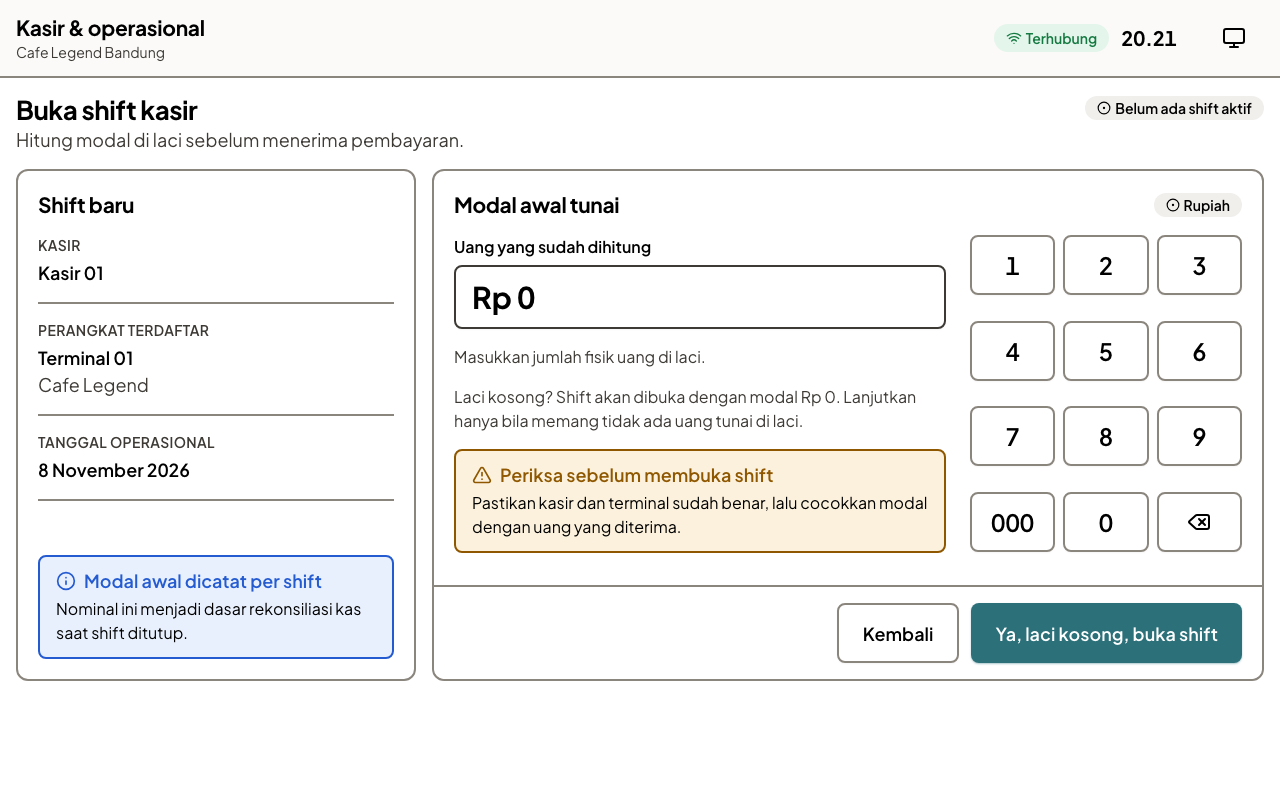 Kasir & operasional
Cafe Legend Bandung
Terhubung
20.21
Buka shift kasir
Hitung modal di laci sebelum menerima pembayaran.
Belum ada shift aktif
Shift baru
KASIR
Kasir 01
PERANGKAT TERDAFTAR
Terminal 01
Cafe Legend
TANGGAL OPERASIONAL
8 November 2026
Modal awal dicatat per shift
Nominal ini menjadi dasar rekonsiliasi kas
saat shift ditutup.
Modal awal tunai
Rupiah
Uang yang sudah dihitung
Rp 0
Masukkan jumlah fisik uang di laci.
Laci kosong? Shift akan dibuka dengan modal Rp 0. Lanjutkan
hanya bila memang tidak ada uang tunai di laci.
Periksa sebelum membuka shift
Pastikan kasir dan terminal sudah benar, lalu cocokkan modal
dengan uang yang diterima.
1 2 3
4 5 6
7 8 9
000 0
Kembali
Ya, laci kosong, buka shift